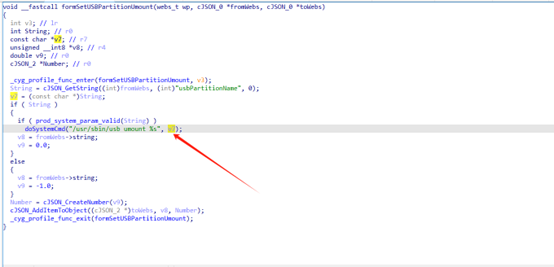 void __fastcall formSetUSBPartitionUmount(webs_t wp, cJSON_0 *fromWebs, cJSON_0 *toWebs)
{
int v3; // lr
int String; // r0
const char *v7; // r7
unsigned __int8 *v8; // r4
double v9; // r0
cJSON_2 *Number; // r0
_cyg_profile_func_enter(formSetUSBPartitionUmount, v3);
String = cJSON_GetString((int)fromWebs, (int)"usbPartitionName", 0);
v7 = (const char *)String;
if ( String )
{
if ( prod_system_param_valid(String) )
doSystemCmd("/usr/sbin/usb umount %s", v7);
v8 = fromWebs->string;
v9 = 0.0;
}
else
{
v8 = fromWebs->string;
v9 = -1.0;
}
Number = cJSON_CreateNumber(v9);
cJSON_AddItemToObject((cJSON_2 *)toWebs, v8, Number);
_cyg_profile_func_exit(formSetUSBPartitionUmount);
}